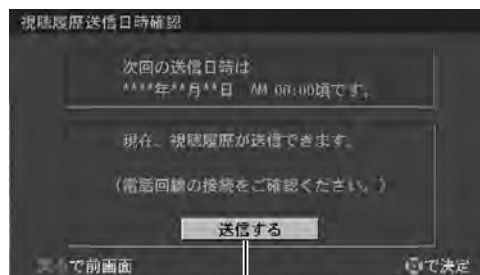 視聴履歴送信日時確認
次回の送信日時は
****年**月**日 AM 00:00頃です。
現在、視聴履歴が送信できます。
(電話回線の接続をご確認ください。)
送信する
で前画面
で決定